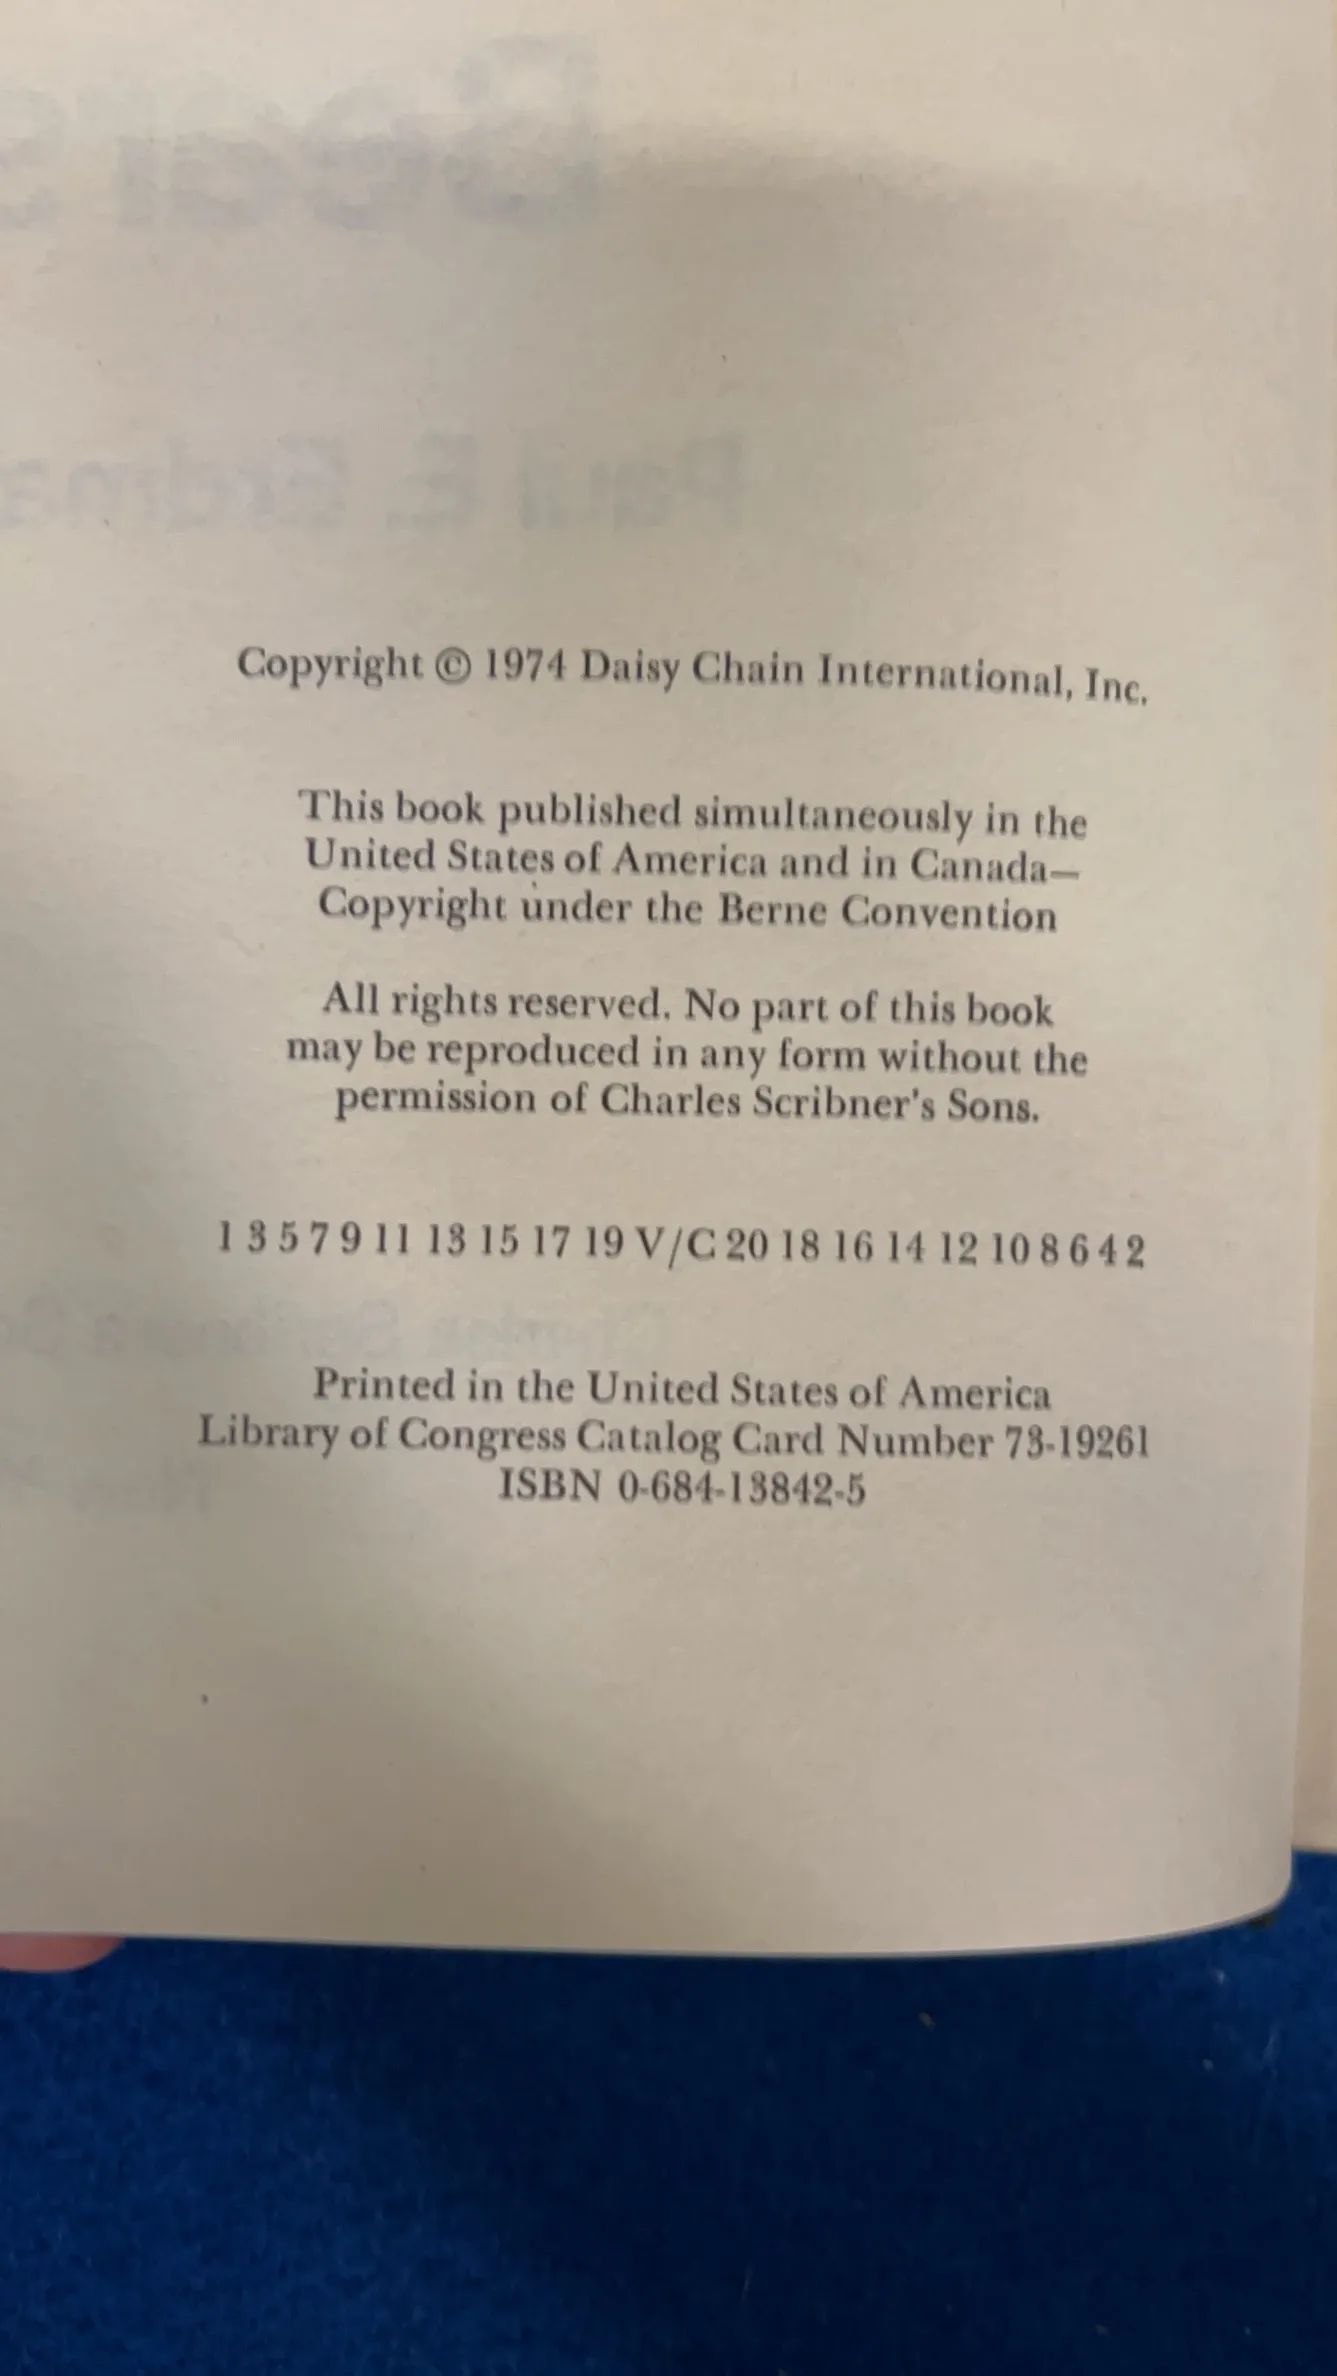 Copyright © 1974 Daisy Chain International, Inc.
This book published simultaneously in the
United States of America and in Canada—
Copyright under the Berne Convention
All rights reserved. No part of this book
may be reproduced in any form without the
permission of Charles Scribner's Sons.
1 3 5 7 9 11 13 15 17 19 V/C 20 18 16 14 12 10 8 6 4 2
Printed in the United States of America
Library of Congress Catalog Card Number 73-19261
ISBN 0-684-13842-5